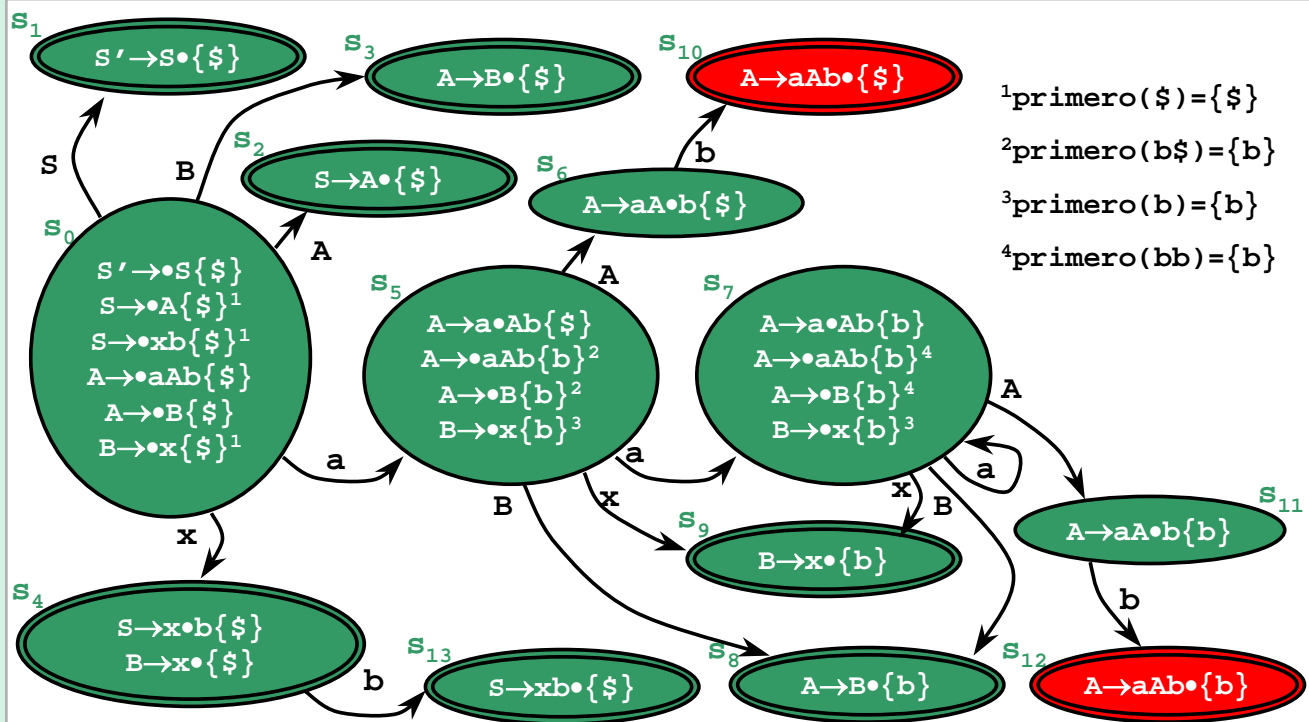 s₁
S'→S•{$}
s₃
A→B•{$}
s₁₀
A→aAb•{$}
¹primero($)={$}
²primero(b$)={b}
³primero(b)={b}
⁴primero(bb)={b}
S
B
s₂
S→A•{$}
A
b
s₆
A→aA•b{$}
A
s₀
S'→•S{$}
S→•A{$}¹
S→•xb{$}¹
A→•aAb{$}
A→•B{$}
B→•x{$}¹
a
x
s₅
A→a•Ab{$}
A→•aAb{b}²
A→•B{b}²
B→•x{b}³
B
x
a
s₇
A→a•Ab{b}
A→•aAb{b}⁴
A→•B{b}⁴
B→•x{b}³
x
B
a
A
s₉
B→x•{b}
s₁₁
A→aA•b{b}
b
s₄
S→x•b{$}
B→x•{$}
b
s₁₃
S→xb•{$}
s₈
A→B•{b}
s₁₂
A→aAb•{b}